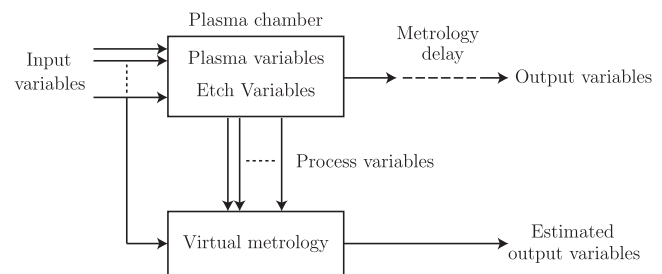 Plasma chamber
Input
variables
Plasma variables
Etch Variables
Metrology
delay
Output variables
Process variables
Virtual metrology
Estimated
output variables